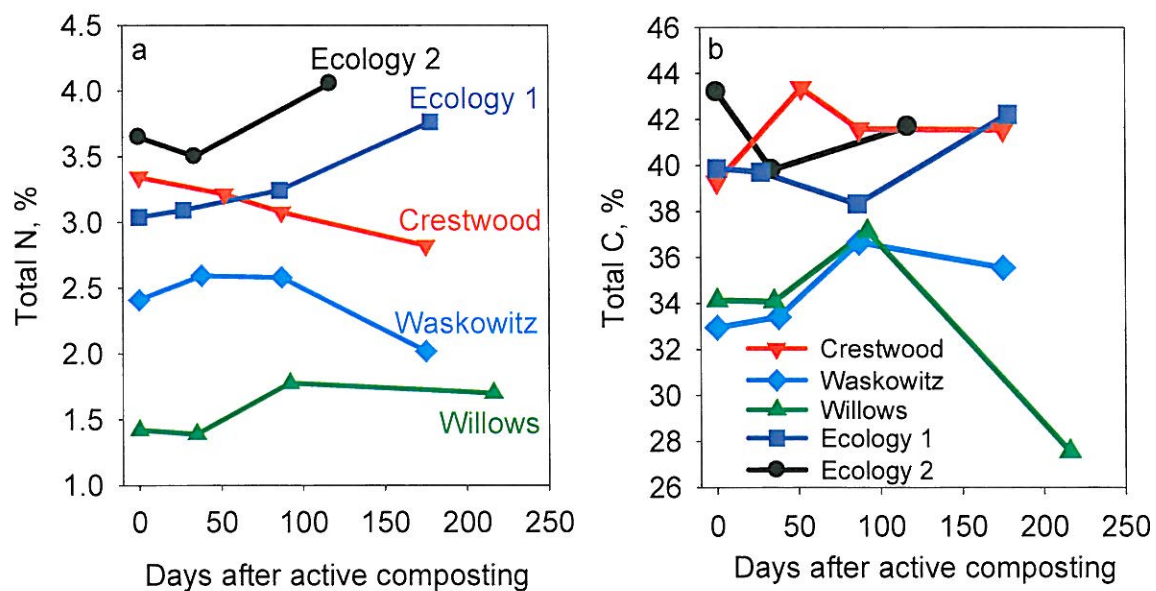 a
4.5
4.0
3.5
3.0
2.5
2.0
1.5
1.0
Total N, %
Ecology 2
Ecology 1
Crestwood
Waskowitz
Willows
0 50 100 150 200 250
Days after active composting
b
46
44
42
40
38
36
34
32
30
28
26
Total C, %
Crestwood
Waskowitz
Willows
Ecology 1
Ecology 2
0 50 100 150 200 250
Days after active composting